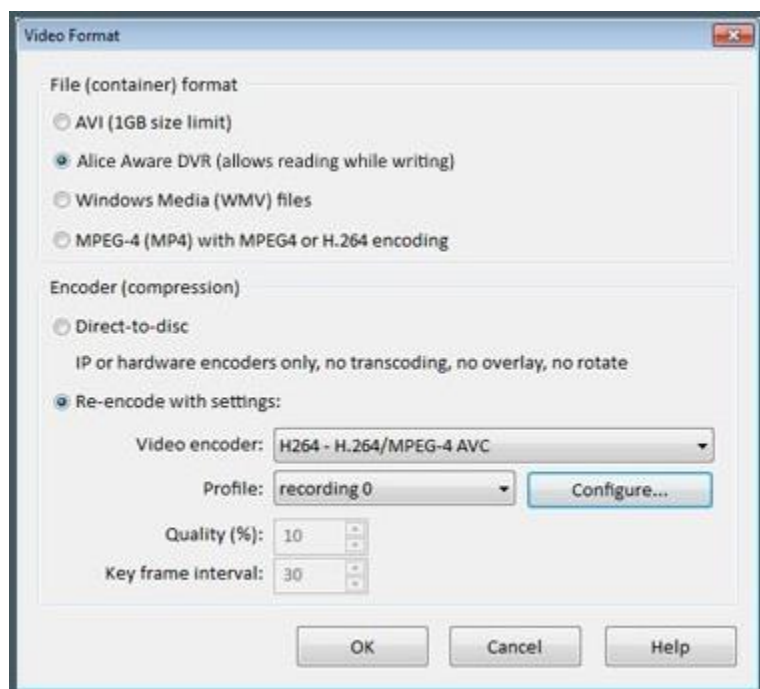 Video Format
File (container) format
AVI (1GB size limit)
Alice Aware DVR (allows reading while writing)
Windows Media (WMV) files
MPEG-4 (MP4) with MPEG4 or H.264 encoding
Encoder (compression)
Direct-to-disc
IP or hardware encoders only, no transcoding, no overlay, no rotate
Re-encode with settings:
Video encoder: H264 - H.264/MPEG-4 AVC
Profile: recording 0 Configure...
Quality (%): 10
Key frame interval: 30
OK Cancel Help